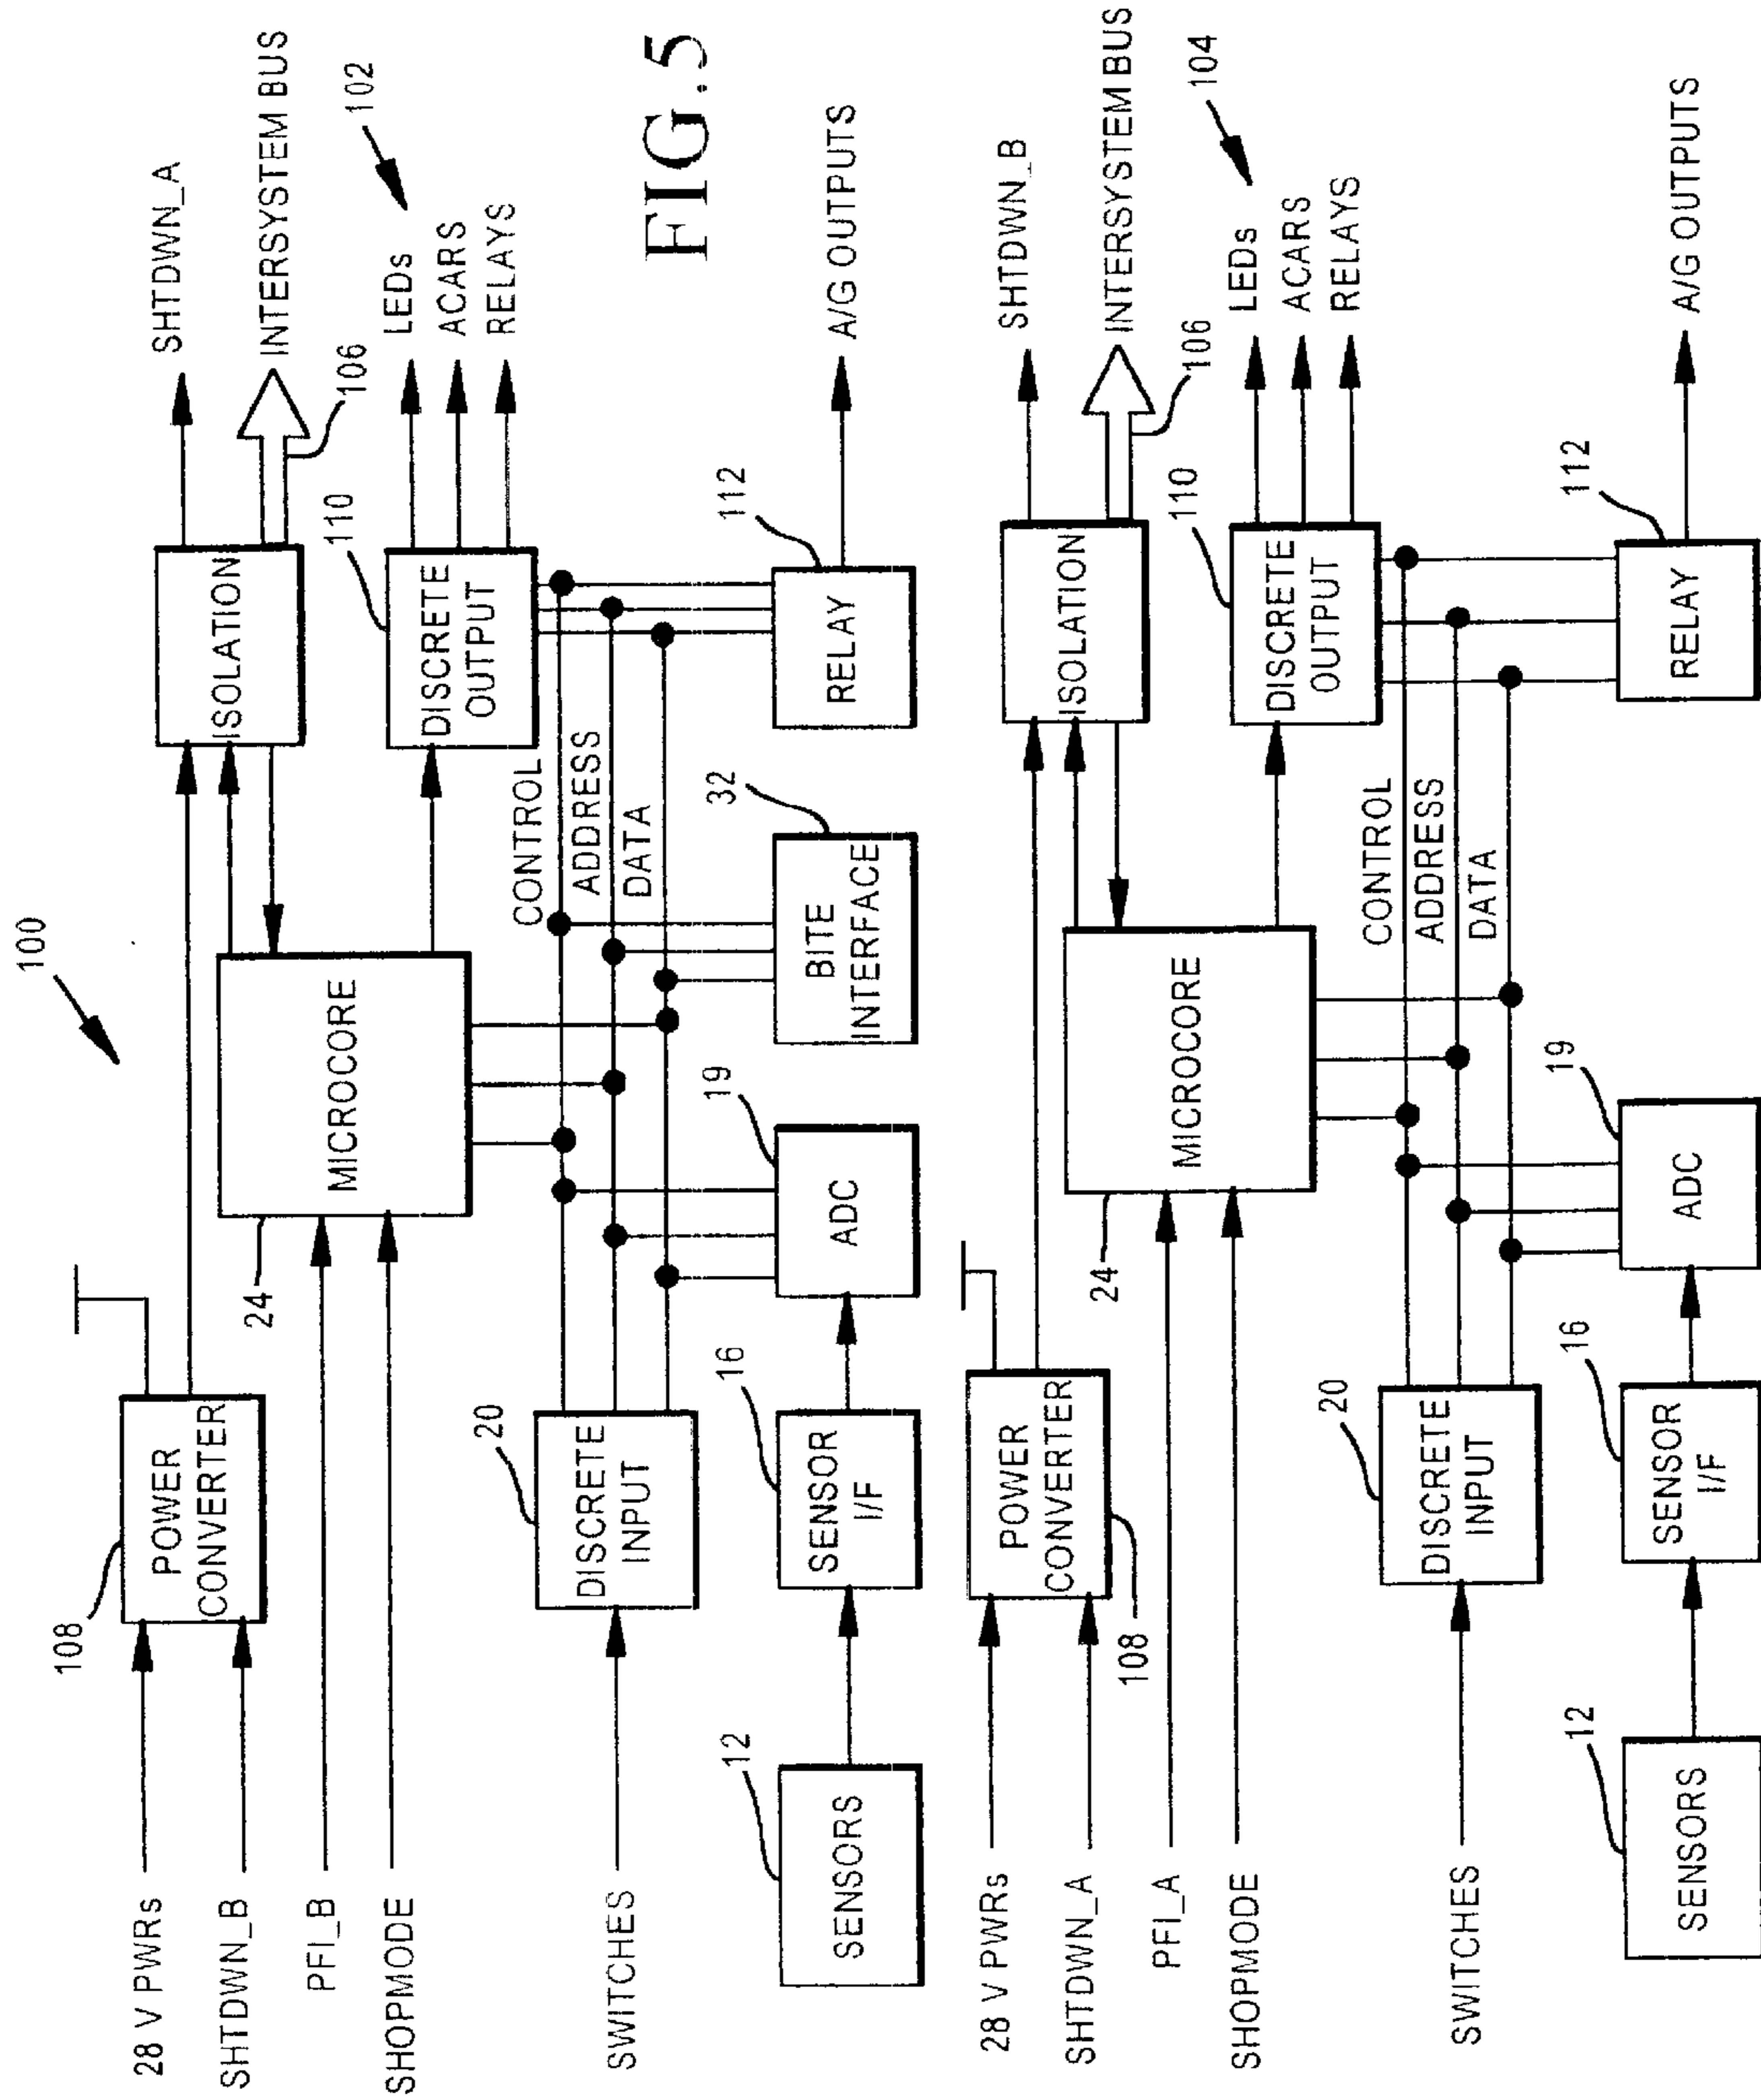 100
28 V PWRs
SHTDWN_B
PFI_B
SHOPMODE
108
POWER
CONVERTER
24
MICROCORE
ISOLATION
SHTDWN_A
INTERSYSTEM BUS
106
102
110
DISCRETE
OUTPUT
LEDs
ACARS
RELAYS
SWITCHES
20
DISCRETE
INPUT
CONTROL
ADDRESS
DATA
12
SENSORS
16
SENSOR
I/F
19
ADC
32
BITE
INTERFACE
112
RELAY
A/G OUTPUTS
FIG.5
28 V PWRs
SHTDWN_A
PFI_A
SHOPMODE
POWER
CONVERTER
108
24
MICROCORE
ISOLATION
SHTDWN_B
INTERSYSTEM BUS
106
104
110
DISCRETE
OUTPUT
LEDs
ACARS
RELAYS
SWITCHES
20
DISCRETE
INPUT
CONTROL
ADDRESS
DATA
12
SENSORS
16
SENSOR
I/F
19
ADC
112
RELAY
A/G OUTPUTS